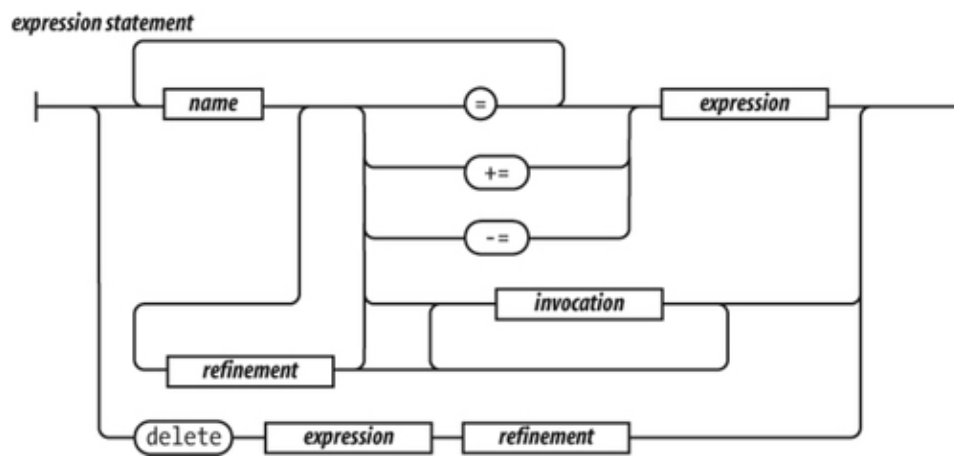 expression statement
name = expression
+=
-=
invocation
refinement
delete expression refinement